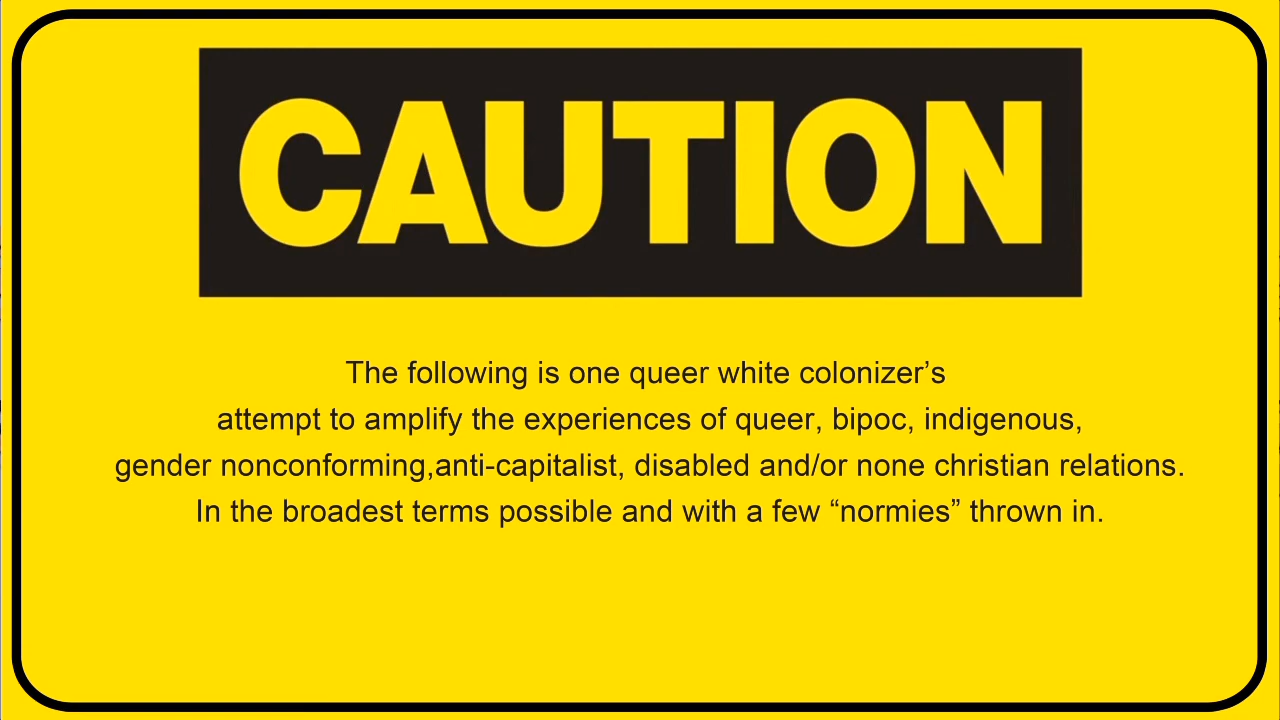 CAUTION
The following is one queer white colonizer’s
attempt to amplify the experiences of queer, bipoc, indigenous,
gender nonconforming,anti-capitalist, disabled and/or none christian relations.
In the broadest terms possible and with a few “normies” thrown in.